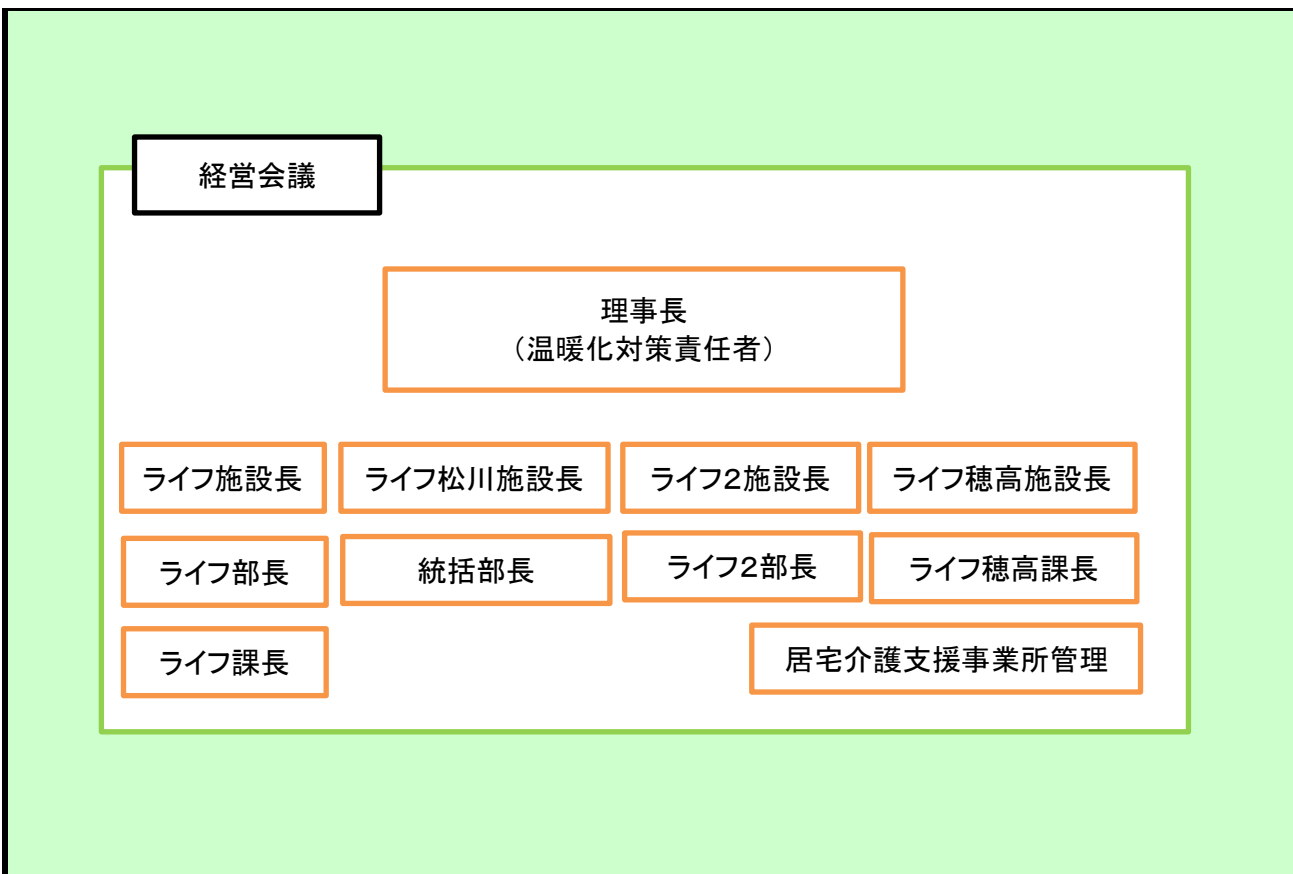 経営会議
理事長
（温暖化対策責任者）
ライフ施設長
ライフ松川施設長
ライフ２施設長
ライフ穂高施設長
ライフ部長
統括部長
ライフ２部長
ライフ穂高課長
ライフ課長
居宅介護支援事業所管理